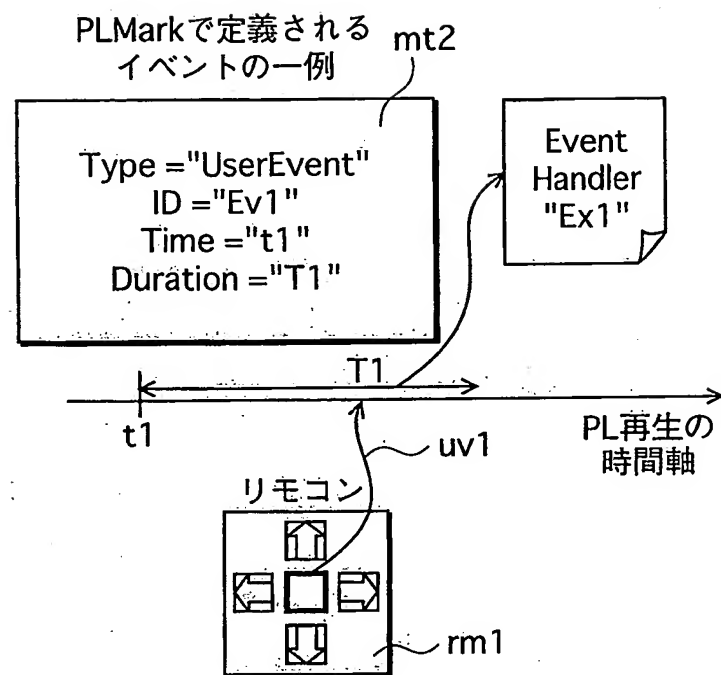 PLMarkで定義される
イベントの一例
mt2
Type ="UserEvent"
ID ="Ev1"
Time ="t1"
Duration ="T1"
Event
Handler
"Ex1"
T1
t1
PL再生の
時間軸
uv1
リモコン
rm1